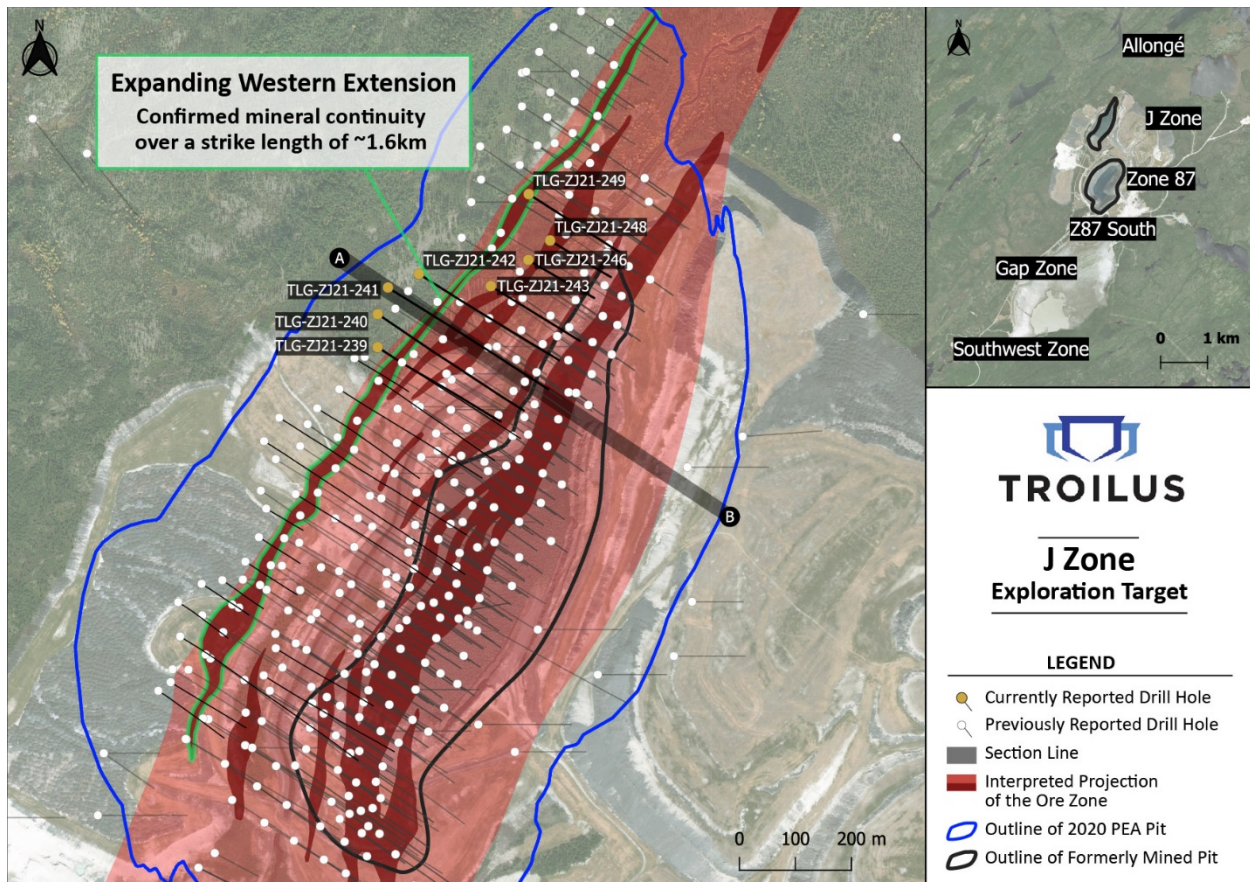 N
Expanding Western Extension
Confirmed mineral continuity
over a strike length of ~1.6km
TLG-ZJ21-249
TLG-ZJ21-248
TLG-ZJ21-242
TLG-ZJ21-246
A
TLG-ZJ21-241
TLG-ZJ21-243
TLG-ZJ21-240
TLG-ZJ21-239
B
0 100 200 m
N
Allongé
J Zone
Zone 87
Z87 South
Gap Zone
Southwest Zone
0 1 km
TROILUS
J Zone
Exploration Target
LEGEND
Currently Reported Drill Hole
Previously Reported Drill Hole
Section Line
Interpreted Projection
of the Ore Zone
Outline of 2020 PEA Pit
Outline of Formerly Mined Pit